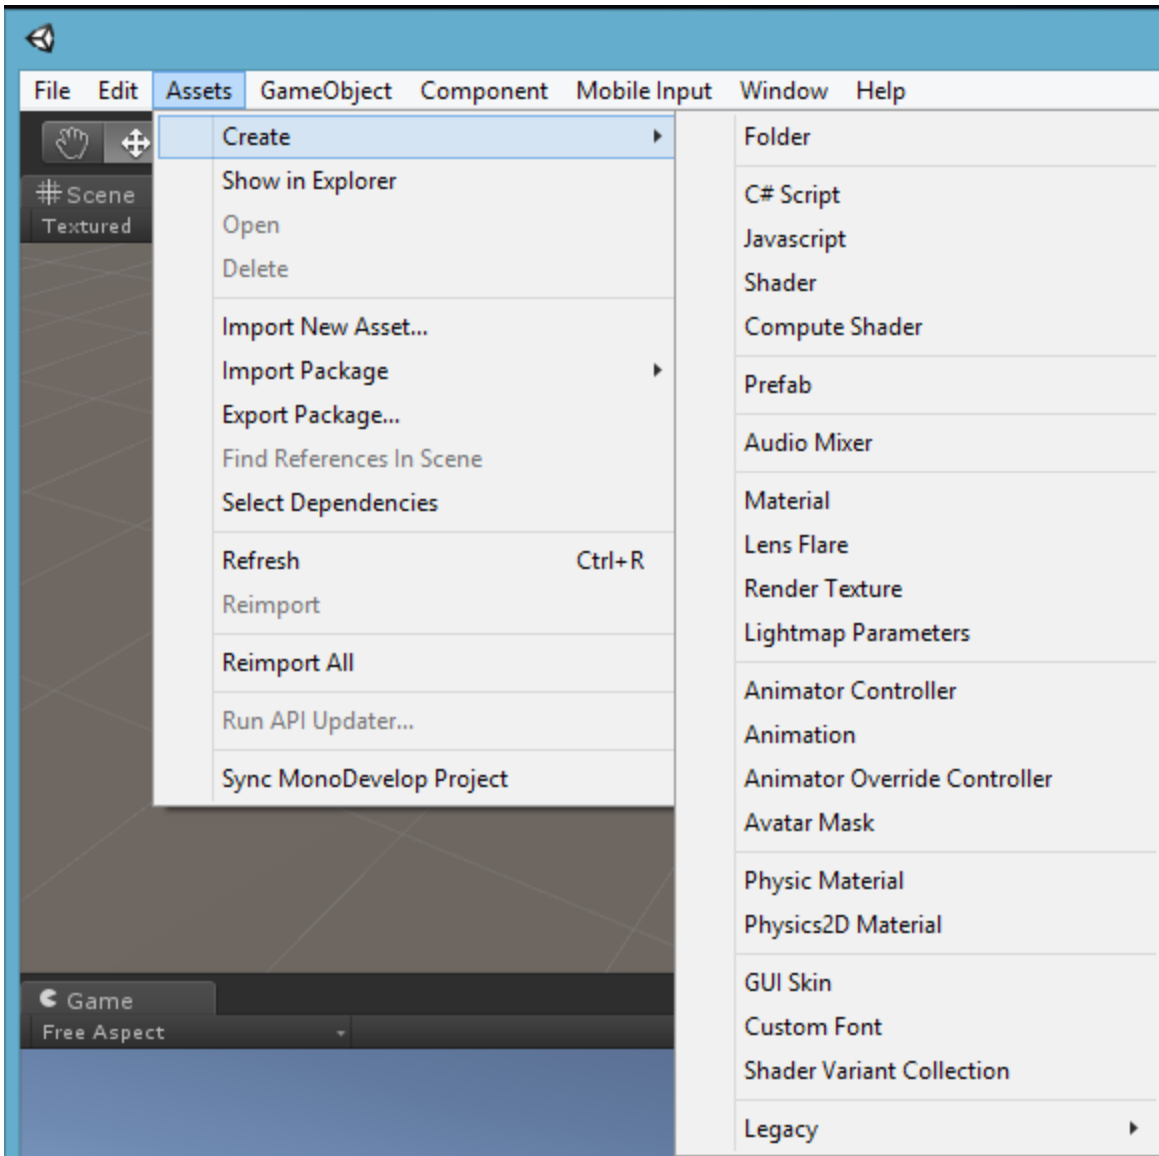 File Edit Assets GameObject Component Mobile Input Window Help
Create
Show in Explorer
Open
Delete
Import New Asset...
Import Package
Export Package...
Find References In Scene
Select Dependencies
Refresh Ctrl+R
Reimport
Reimport All
Run API Updater...
Sync MonoDevelop Project
Folder
C# Script
Javascript
Shader
Compute Shader
Prefab
Audio Mixer
Material
Lens Flare
Render Texture
Lightmap Parameters
Animator Controller
Animation
Animator Override Controller
Avatar Mask
Physic Material
Physics2D Material
GUI Skin
Custom Font
Shader Variant Collection
Legacy
Scene
Textured
Game
Free Aspect